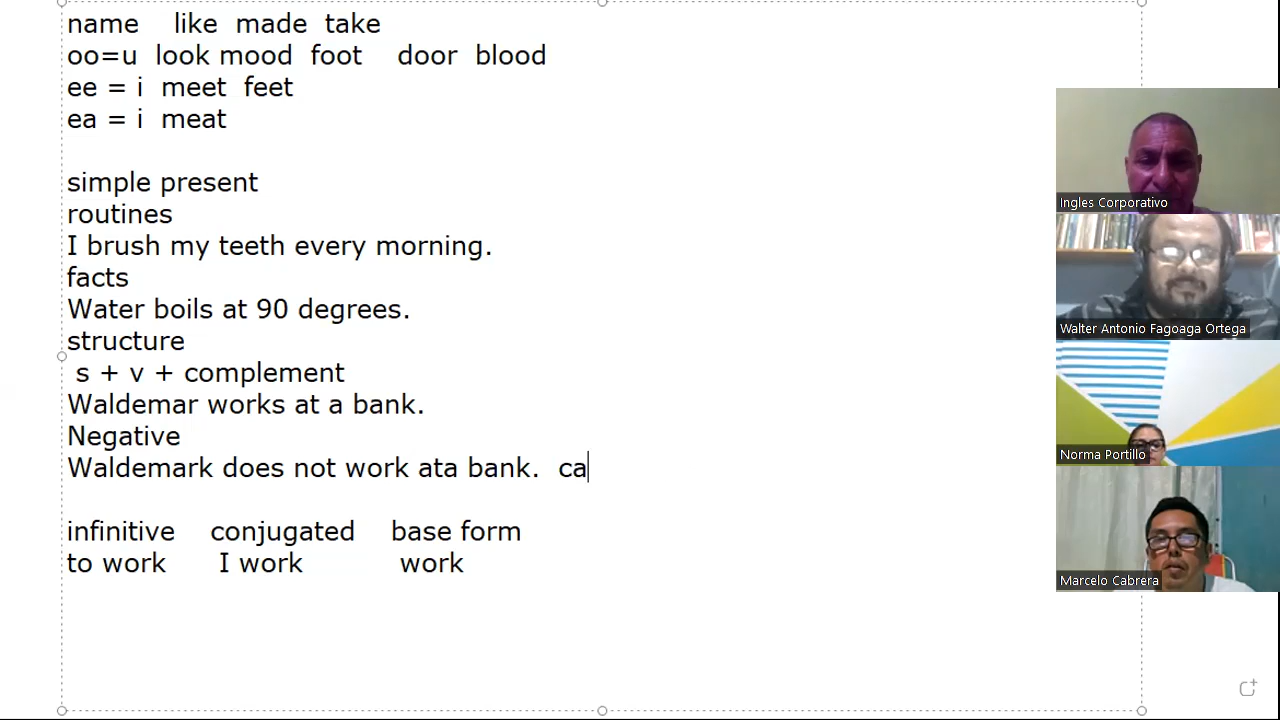 name like made take
oo=u look mood foot door blood
ee = i meet feet
ea = i meat
simple present
routines
I brush my teeth every morning.
facts
Water boils at 90 degrees.
structure
s + v + complement
Waldemar works at a bank.
Negative
Waldemark does not work ata bank. ca
infinitive conjugated base form
to work I work work
Ingles Corporativo
Walter Antonio Fagoaga Ortega
Norma Portillo
Marcelo Cabrera